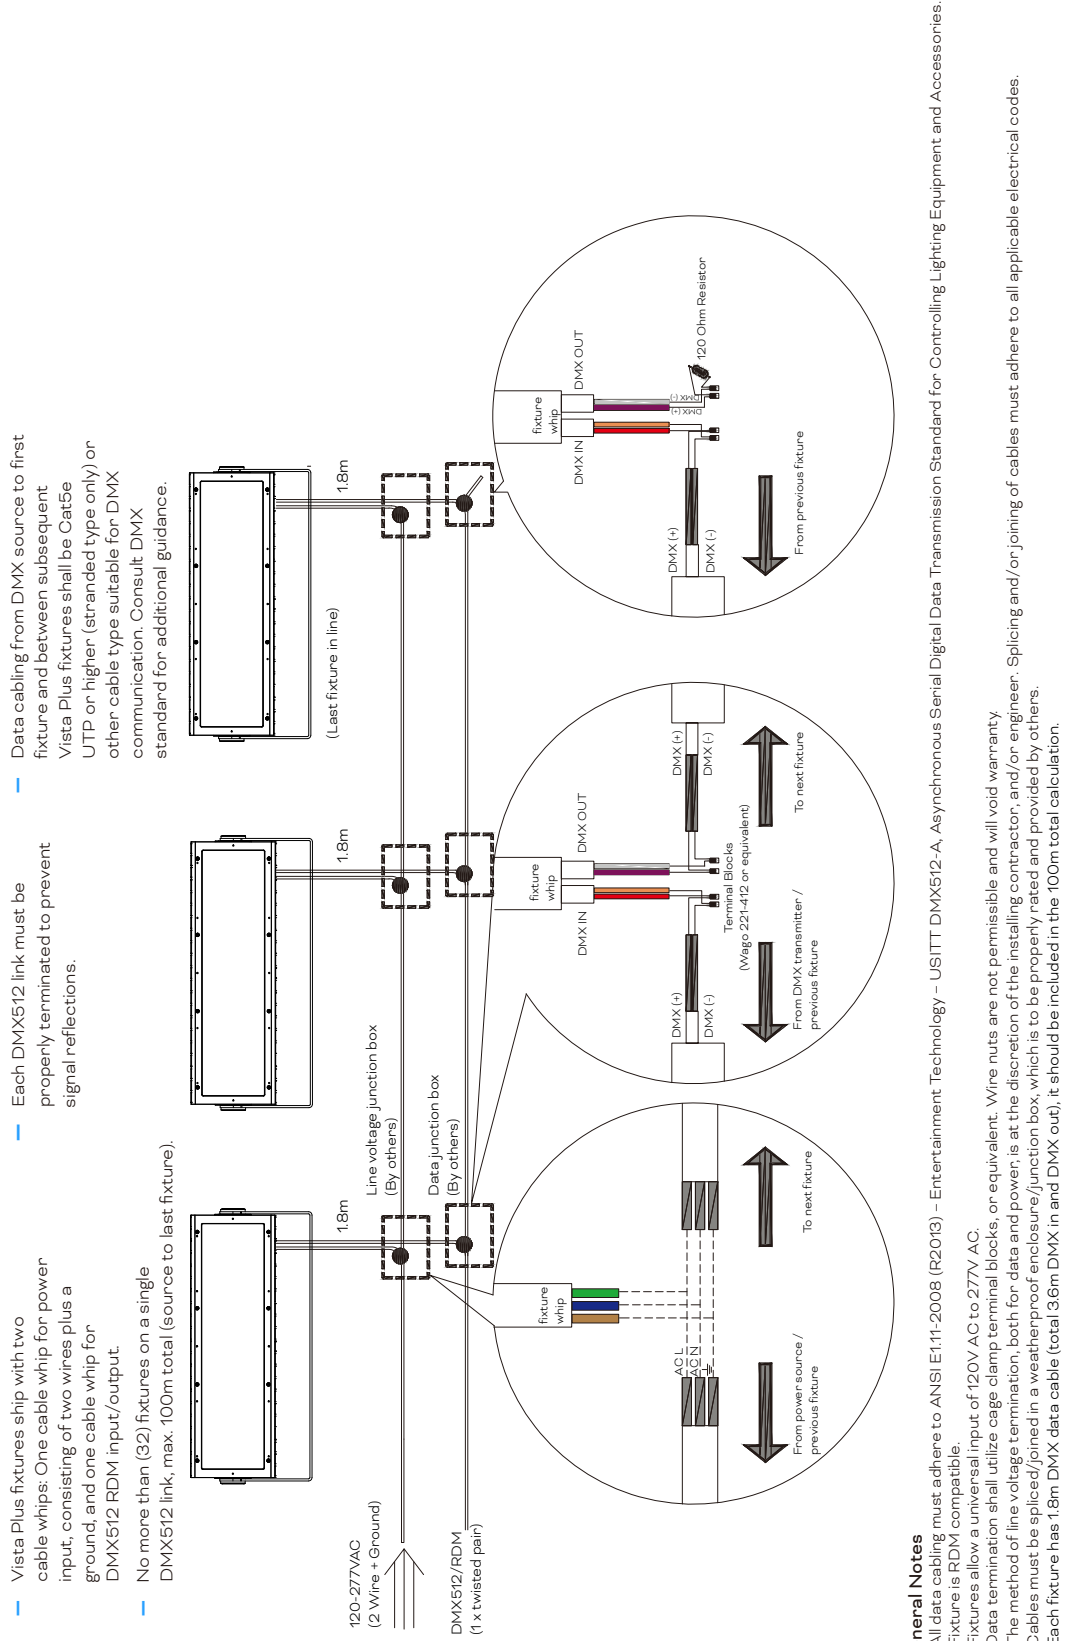 – Vista Plus fixtures ship with two
cable whips: One cable whip for power
input, consisting of two wires plus a
ground, and one cable whip for
DMX512 RDM input/output.
– No more than (32) fixtures on a single
DMX512 link, max. 100m total (source to last fixture).
– Each DMX512 link must be
properly terminated to prevent
signal reflections.
– Data cabling from DMX source to first
fixture and between subsequent
Vista Plus fixtures shall be Cat5e
UTP or higher (stranded type only) or
other cable type suitable for DMX
communication. Consult DMX
standard for additional guidance.
(Last fixture in line)
1.8m
1.8m
1.8m
120-277VAC
(2 Wire + Ground)
Line voltage junction box
(By others)
DMX512/RDM
(1 x twisted pair)
Data junction box
(By others)
fixture
whip
AC L
AC N
From power source /
previous fixture
To next fixture
fixture
whip
DMX IN
DMX OUT
DMX (+)
DMX (-)
DMX (+)
DMX (-)
Terminal Blocks
(Wago 221-412 or equivalent)
From DMX transmitter /
previous fixture
To next fixture
fixture
whip
DMX IN
DMX OUT
DMX (+)
DMX (-)
DMX (+)
DMX (-)
120 Ohm Resistor
From previous fixture
neral Notes
All data cabling must adhere to ANSI E1.11-2008 (R2013) – Entertainment Technology – USITT DMX512-A, Asynchronous Serial Digital Data Transmission Standard for Controlling Lighting Equipment and Accessories.
Fixture is RDM compatible.
Fixtures allow a universal input of 120V AC to 277V AC.
Data termination shall utilize cage clamp terminal blocks, or equivalent. Wire nuts are not permissible and will void warranty.
The method of line voltage termination, both for data and power, is at the discretion of the installing contractor, and/or engineer. Splicing and/or joining of cables must adhere to all applicable electrical codes.
Cables must be spliced/joined in a weatherproof enclosure/junction box, which is to be properly rated and provided by others.
Each fixture has 1.8m DMX data cable (total 3.6m DMX in and DMX out), it should be included in the 100m total calculation.